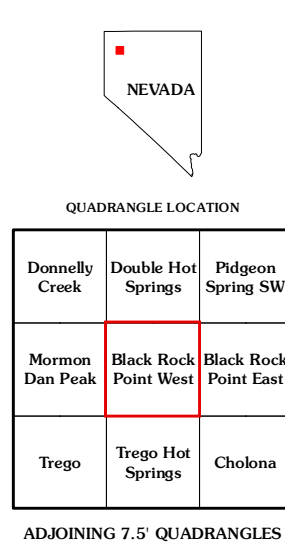 NEVADA
QUADRANGLE LOCATION
Donnelly Double Hot Pidgeon
Creek Springs Spring SW
Mormon Black Rock Black Rock
Dan Peak Point West Point East
Trego Trego Hot Springs Cholona
ADJOINING 7.5' QUADRANGLES